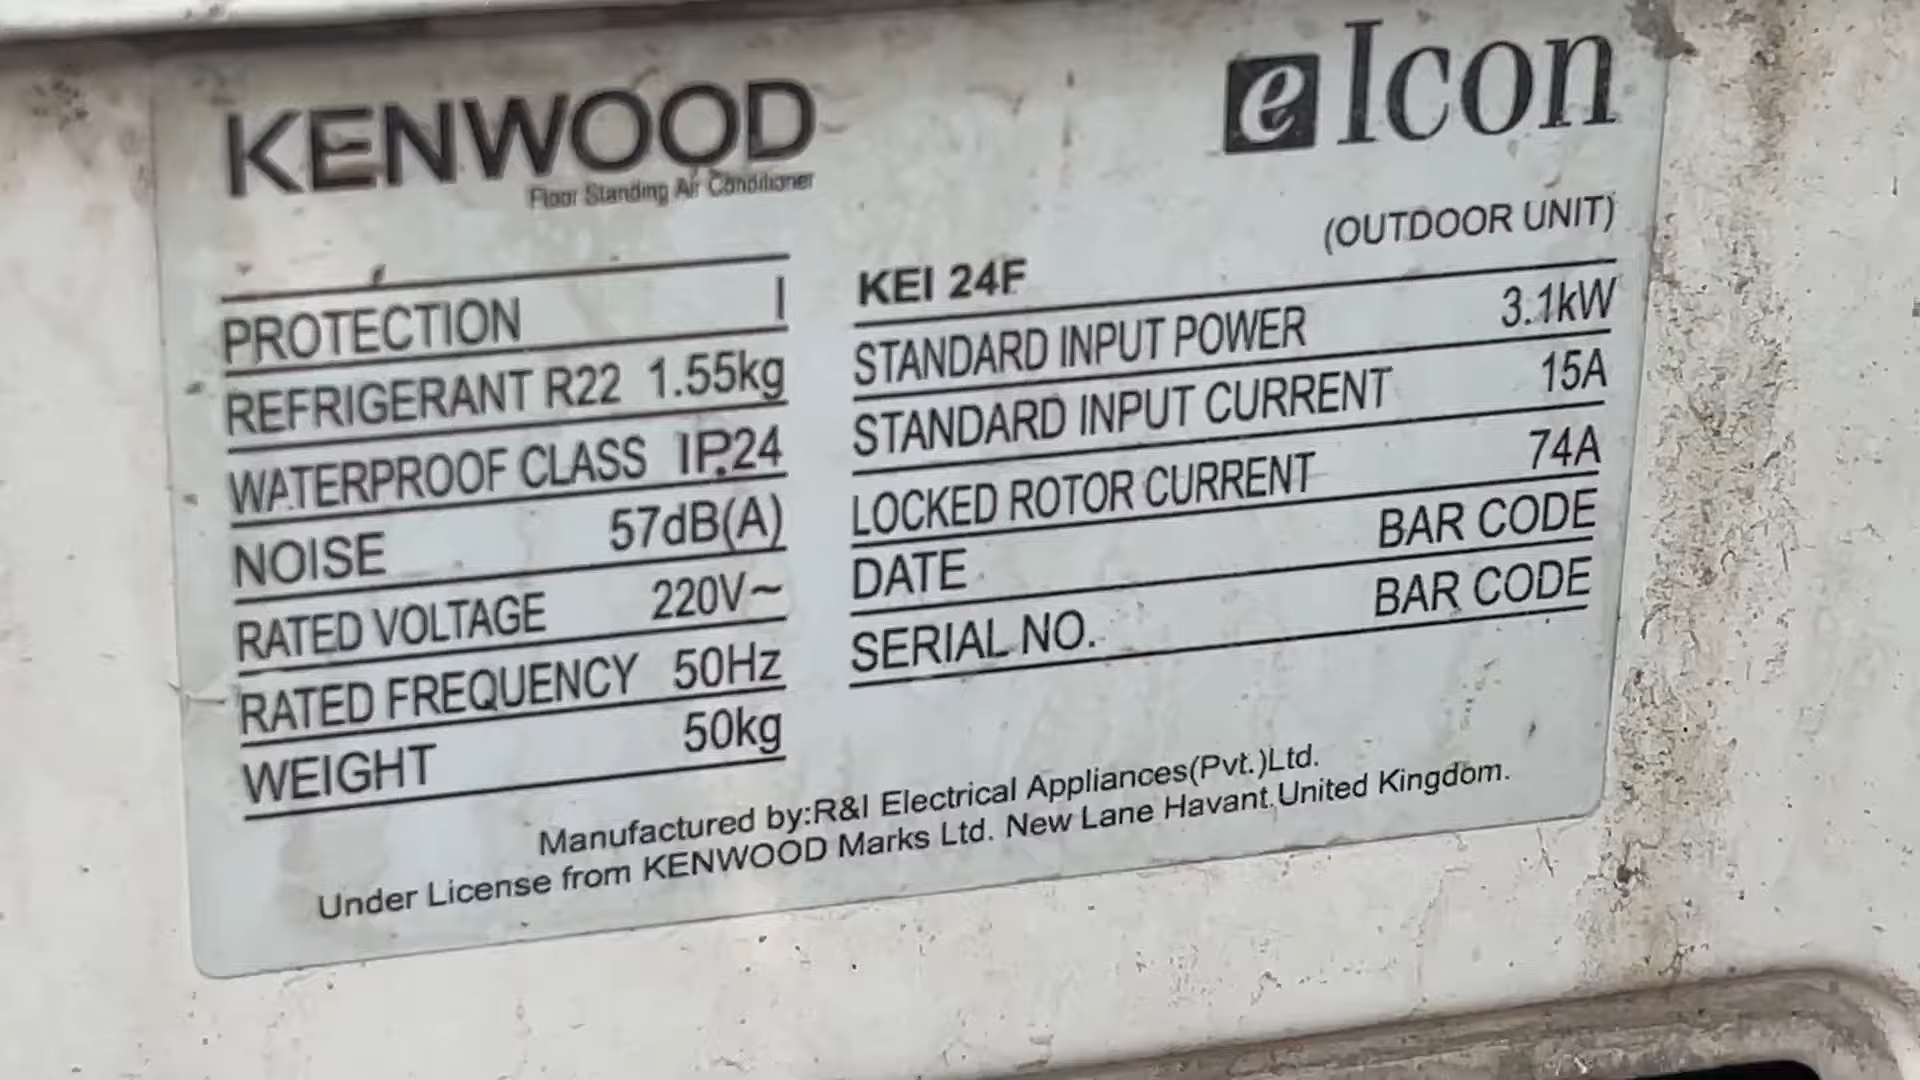 KENWOOD
Floor Standing Air Conditioner
e Icon
(OUTDOOR UNIT)
PROTECTION I
REFRIGERANT R22 1.55kg
WATERPROOF CLASS IP24
NOISE 57dB(A)
RATED VOLTAGE 220V~
RATED FREQUENCY 50Hz
WEIGHT 50kg
KEI 24F
STANDARD INPUT POWER 3.1kW
STANDARD INPUT CURRENT 15A
LOCKED ROTOR CURRENT 74A
DATE BAR CODE
SERIAL NO. BAR CODE
Manufactured by:R&I Electrical Appliances(Pvt.)Ltd.
Under License from KENWOOD Marks Ltd. New Lane Havant,United Kingdom.